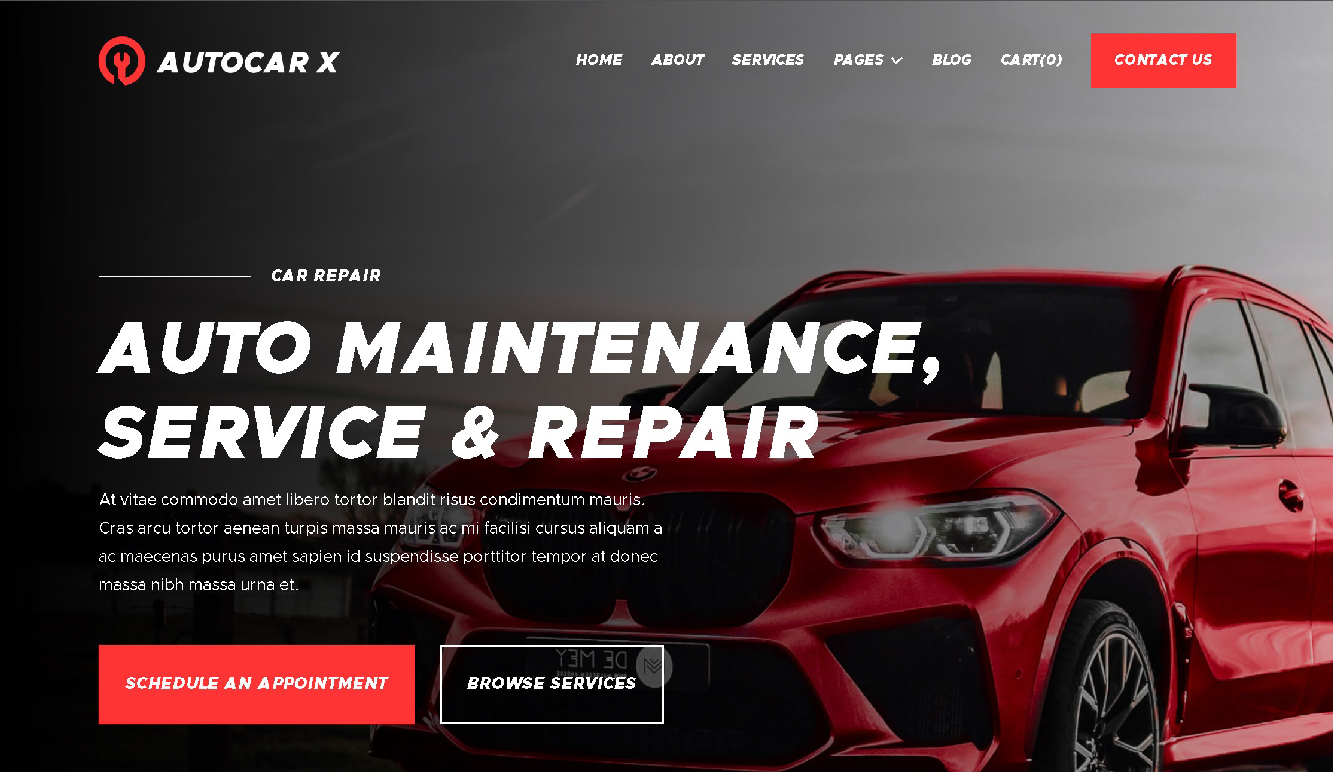 AUTOCAR X
HOME ABOUT SERVICES PAGES BLOG CART(0) CONTACT US
CAR REPAIR
AUTO MAINTENANCE,
SERVICE & REPAIR
At vitae commodo amet libero tortor blandit risus condimentum mauris.
Cras arcu tortor aenean turpis massa mauris ac mi facilisi cursus aliquam a
ac maecenas purus amet sapien id suspendisse porttitor tempor at donec
massa nibh massa urna et.
DE MEY
SCHEDULE AN APPOINTMENT BROWSE SERVICES